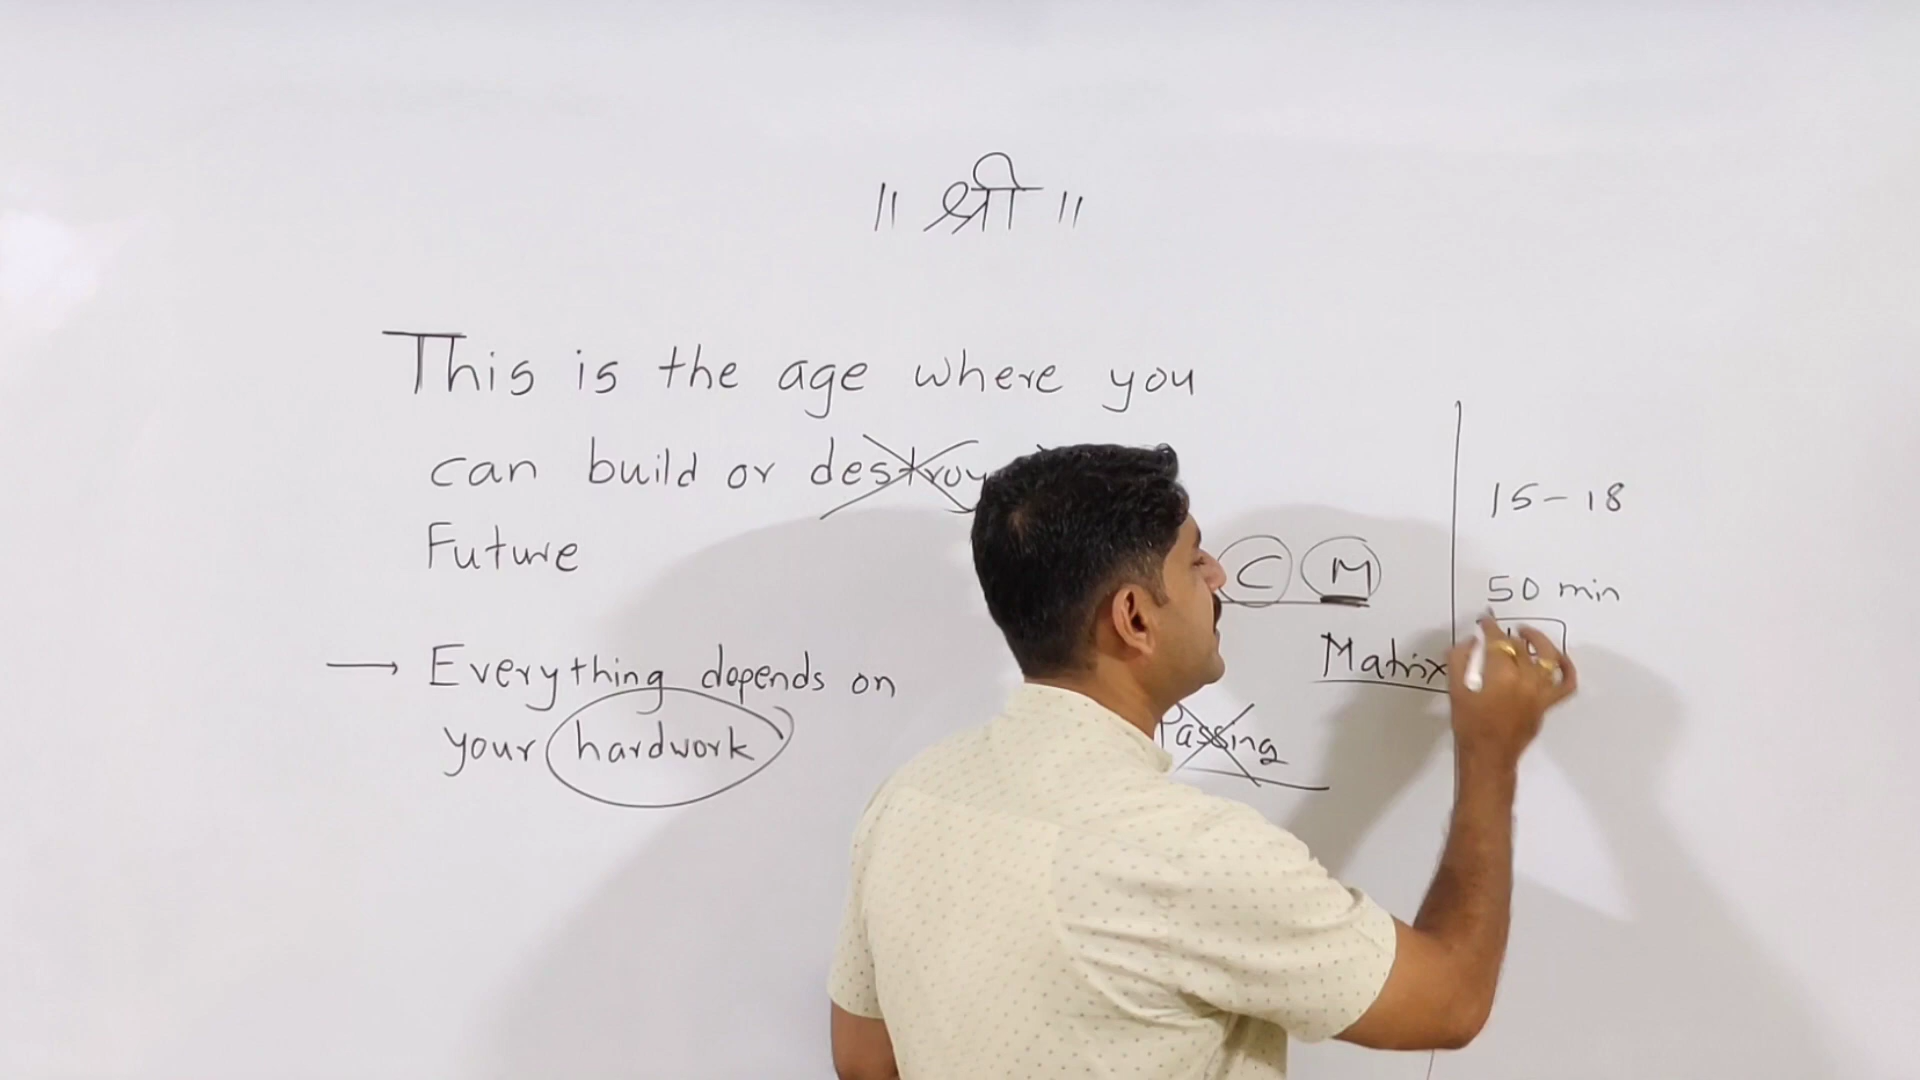 ॥ श्री ॥
This is the age where you
can build or destroy
Future
→ Everything depends on
your hardwork
C M
Matrix
Passing
15-18
50 min